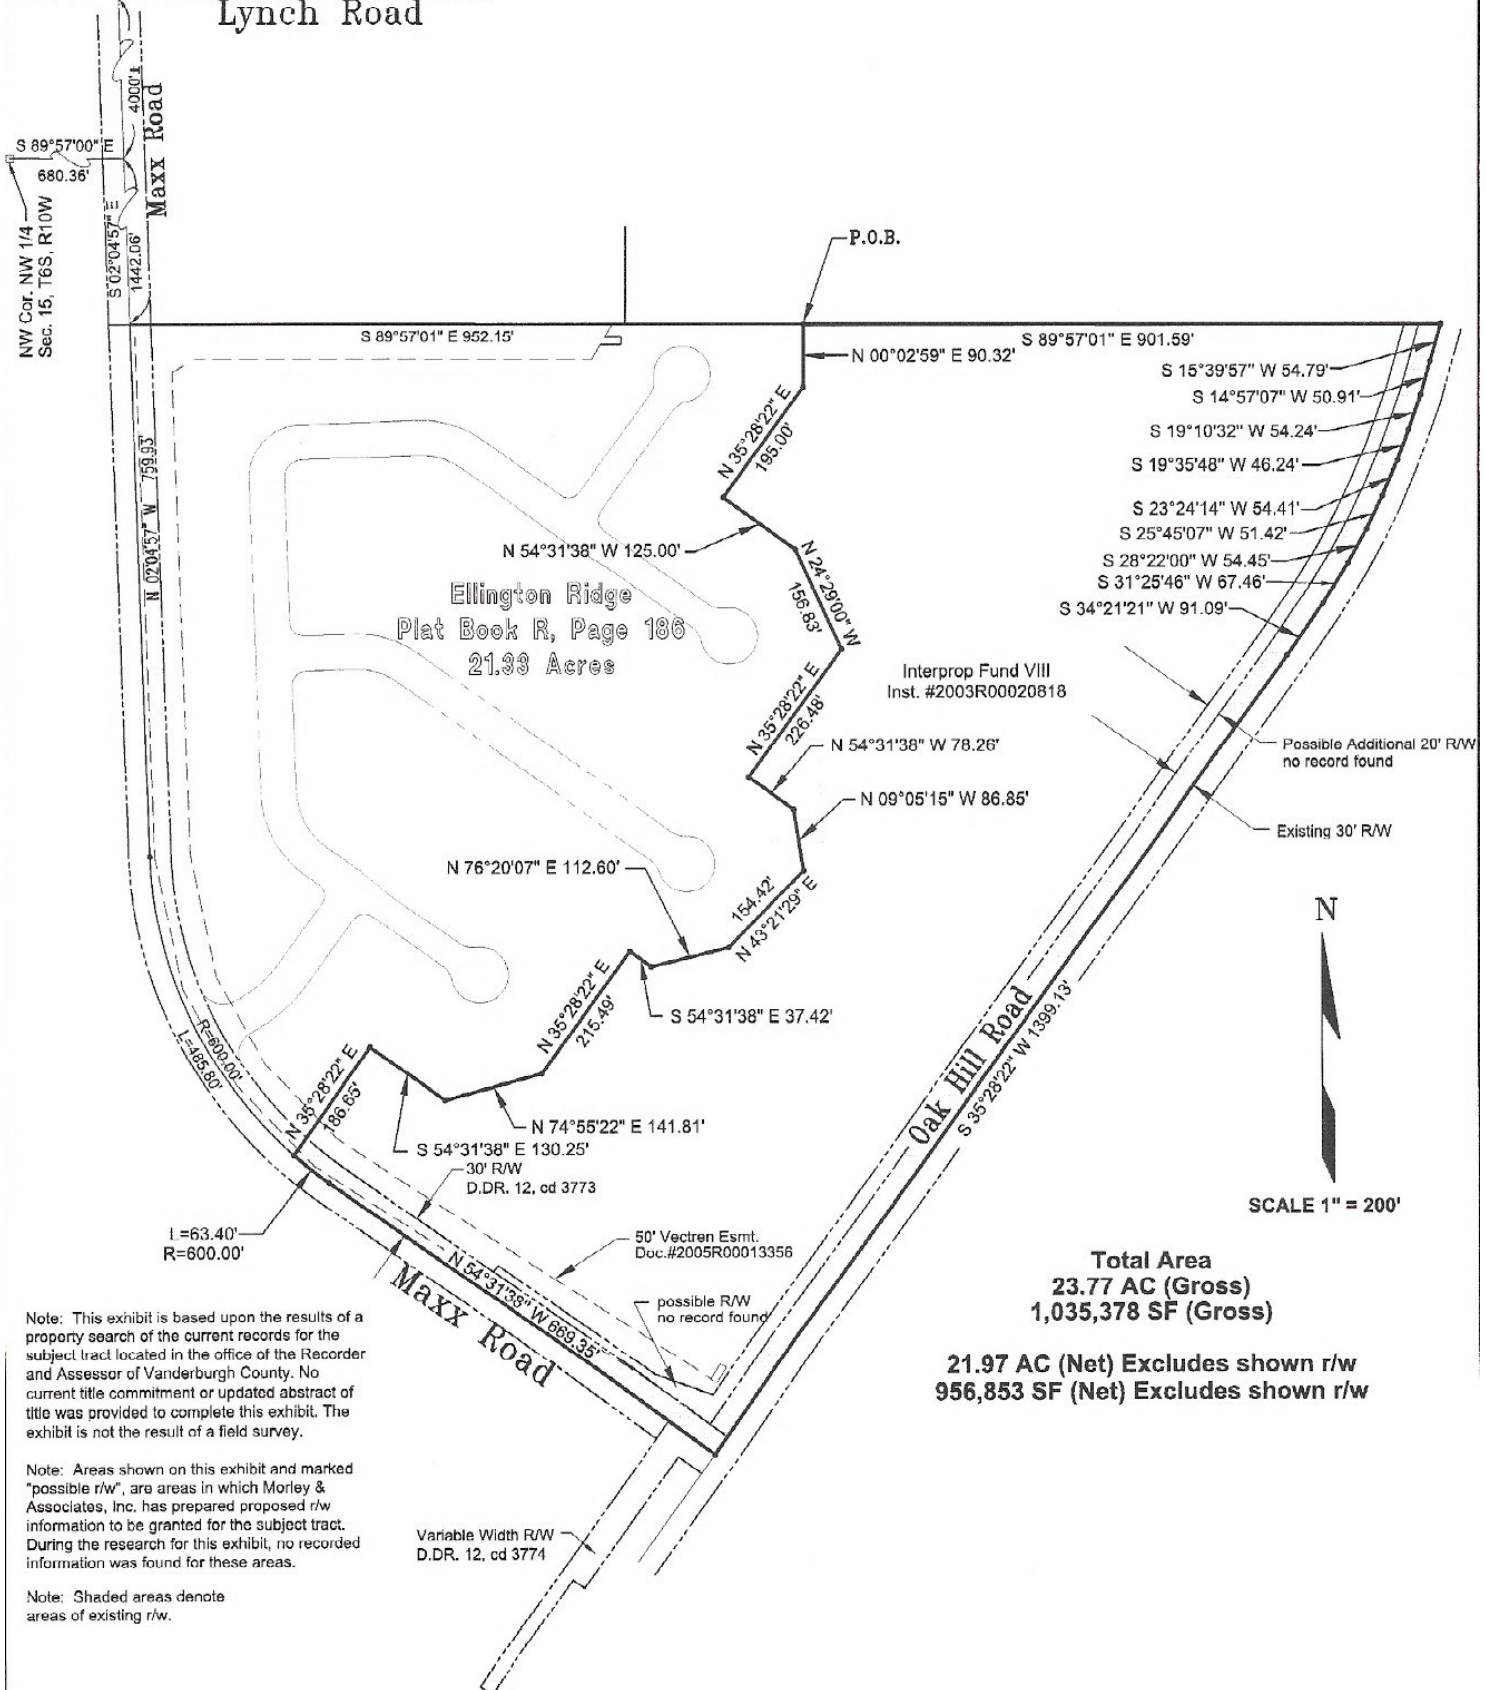 Lynch Road
4000'±
Maxx Road
S 89°57'00" E
680.36'
NW Cor. NW 1/4
Sec. 15, T6S, R10W
S 02°04'57" E
1442.06'
P.O.B.
S 89°57'01" E 952.15'
N 00°02'59" E 90.32'
S 89°57'01" E 901.59'
S 15°39'57" W 54.79'
S 14°57'07" W 50.91'
S 19°10'32" W 54.24'
S 19°35'48" W 46.24'
S 23°24'14" W 54.41'
S 25°45'07" W 51.42'
S 28°22'00" W 54.45'
S 31°25'46" W 67.46'
S 34°21'21" W 91.09'
N 35°28'22" E
195.00'
N 02°04'57" W 759.93'
N 54°31'38" W 125.00'
N 24°29'00" W
156.83'
Ellington Ridge
Plat Book R, Page 186
21.33 Acres
Interprop Fund VIII
Inst. #2003R00020818
N 35°28'22" E
226.48'
N 54°31'38" W 78.26'
Possible Additional 20' R/W
no record found
N 09°05'15" W 86.85'
Existing 30' R/W
N 76°20'07" E 112.60'
154.42'
N 43°21'29" E
N
N 35°28'22" E
215.49'
S 54°31'38" E 37.42'
Oak Hill Road
S 35°28'22" W 1399.13'
R=600.00'
L=485.80'
N 35°28'22" E
186.65'
N 74°55'22" E 141.81'
S 54°31'38" E 130.25'
30' R/W
D.DR. 12, cd 3773
SCALE 1" = 200'
L=63.40'
R=600.00'
50' Vectren Esmt.
Doc.#2005R00013356
N 54°31'38" W 669.35'
Maxx Road
possible R/W
no record found
Total Area
23.77 AC (Gross)
1,035,378 SF (Gross)
21.97 AC (Net) Excludes shown r/w
956,853 SF (Net) Excludes shown r/w
Note: This exhibit is based upon the results of a
property search of the current records for the
subject tract located in the office of the Recorder
and Assessor of Vanderburgh County. No
current title commitment or updated abstract of
title was provided to complete this exhibit. The
exhibit is not the result of a field survey.
Note: Areas shown on this exhibit and marked
"possible r/w", are areas in which Morley &
Associates, Inc. has prepared proposed r/w
information to be granted for the subject tract.
During the research for this exhibit, no recorded
information was found for these areas.
Variable Width R/W
D.DR. 12, cd 3774
Note: Shaded areas denote
areas of existing r/w.